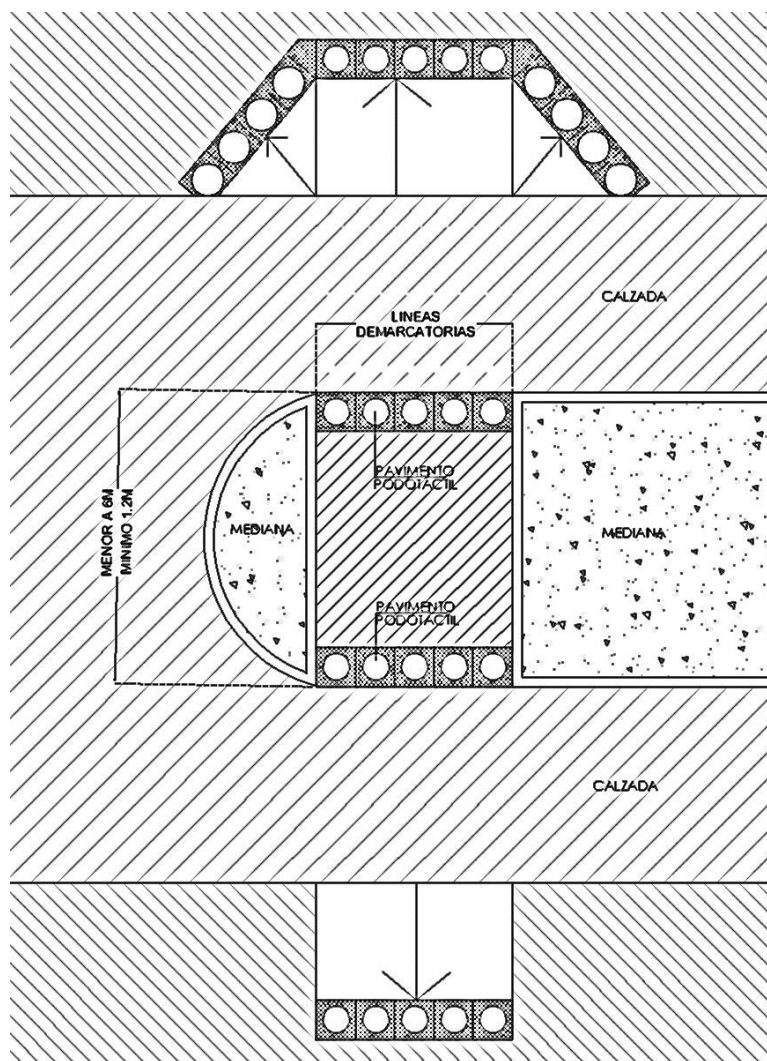 CALZADA
LINEAS
DEMARCATORIAS
PAVIMENTO
PODOTACTIL
MENOR A 6M
MINIMO 1.2M
MEDIANA
MEDIANA
PAVIMENTO
PODOTACTIL
CALZADA